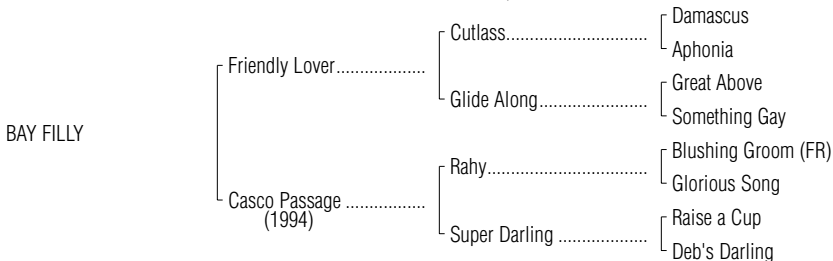 Damascus
Cutlass................................
Aphonia
Friendly Lover...................
Great Above
Glide Along........................
Something Gay
BAY FILLY
Blushing Groom (FR)
Rahy....................................
Glorious Song
Casco Passage .................
(1994)
Raise a Cup
Super Darling ....................
Deb's Darling